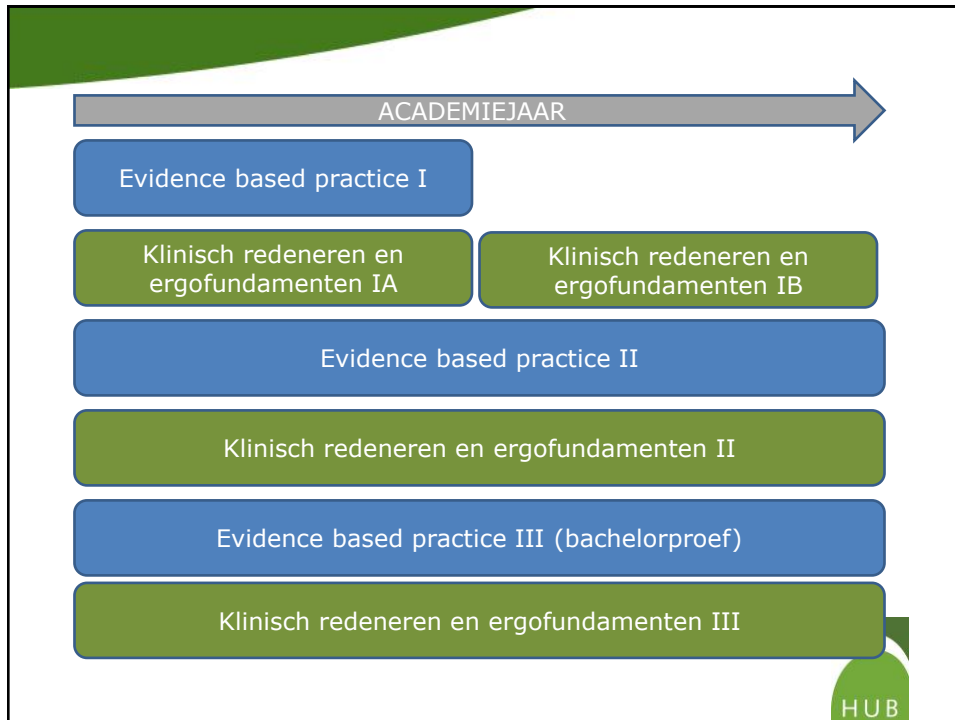 ACADEMIEJAAR
Evidence based practice I
Klinisch redeneren en
ergofundamenten IA
Klinisch redeneren en
ergofundamenten IB
Evidence based practice II
Klinisch redeneren en ergofundamenten II
Evidence based practice III (bachelorproef)
Klinisch redeneren en ergofundamenten III
HUB